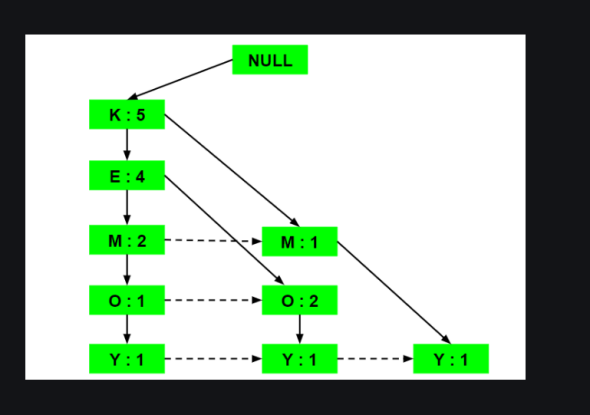 NULL
K : 5
E : 4
M : 2
M : 1
O : 1
O : 2
Y : 1
Y : 1
Y : 1